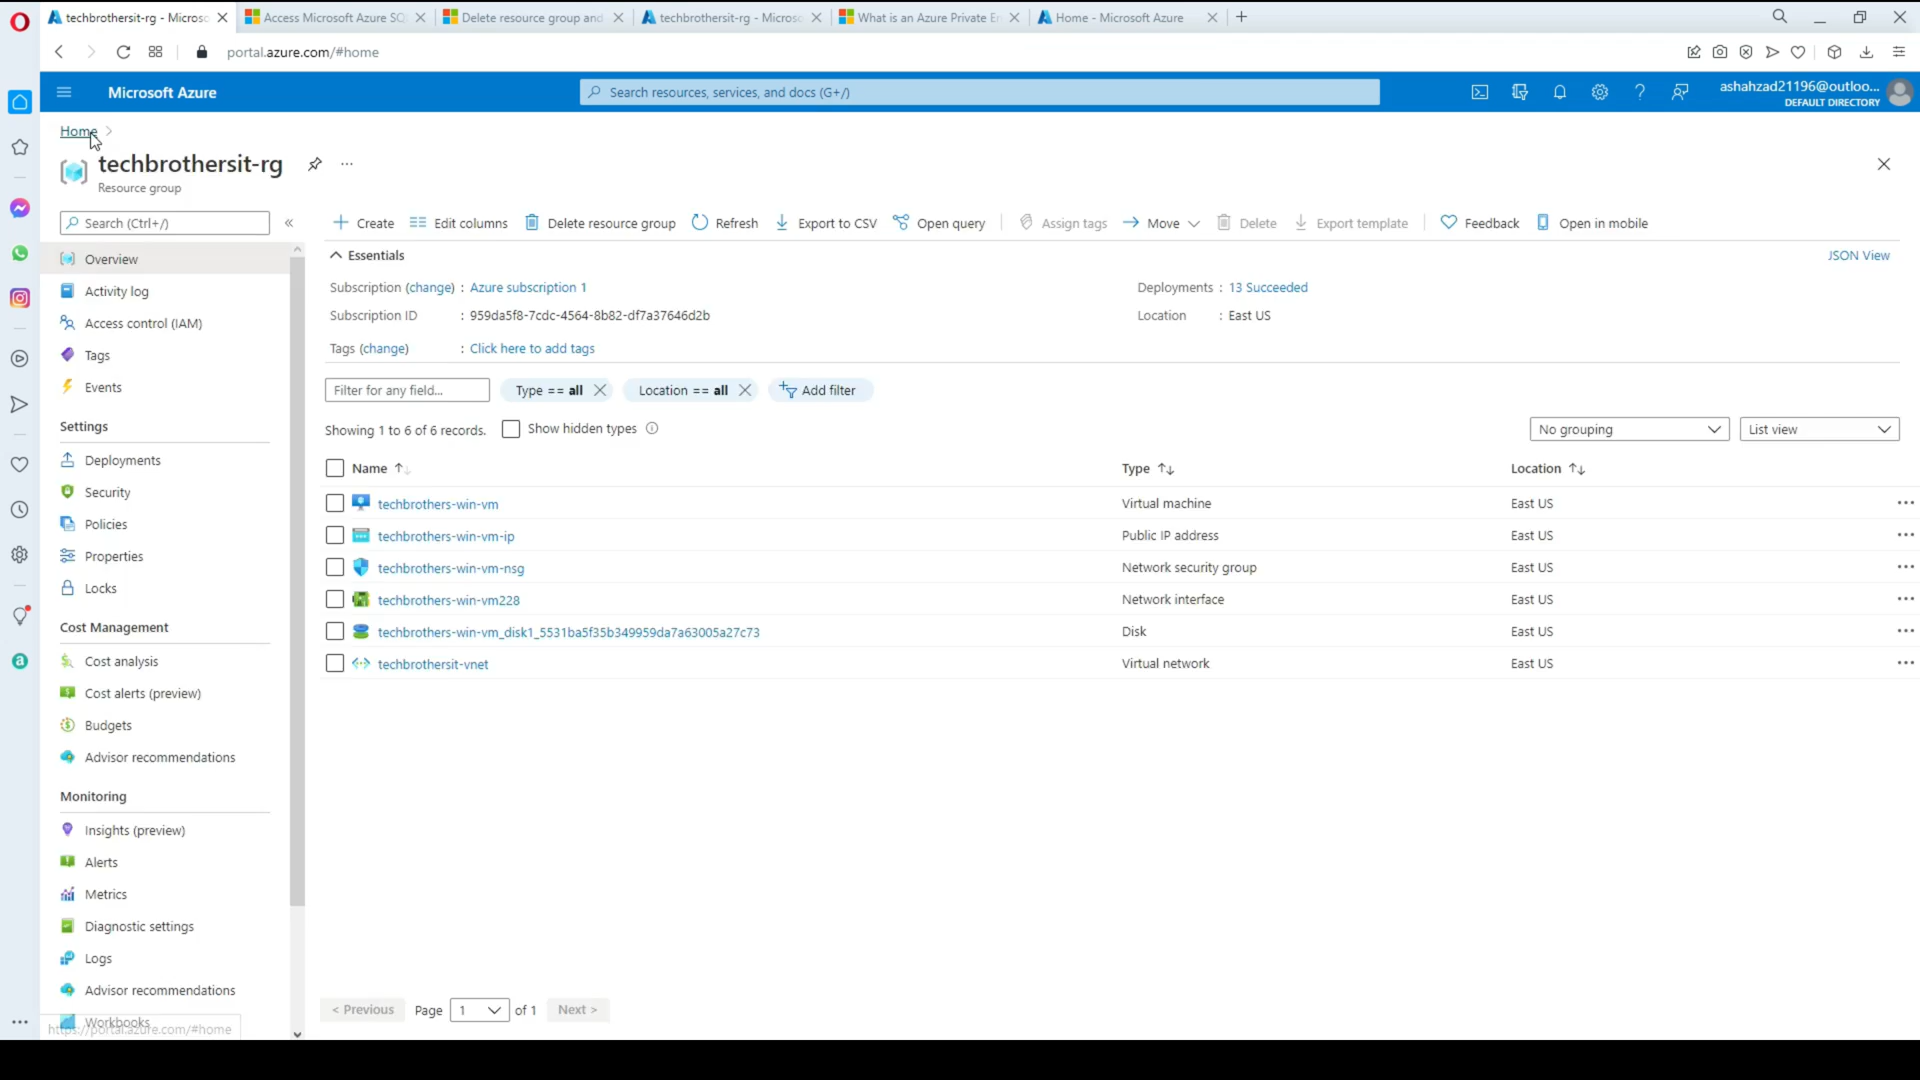 techbrothersit-rg - Microso
Access Microsoft Azure SQ
Delete resource group and
techbrothersit-rg - Microso
What is an Azure Private E
Home - Microsoft Azure
portal.azure.com/#home
Microsoft Azure
Search resources, services, and docs (G+/)
ashahzad21196@outloo...
DEFAULT DIRECTORY
Home
techbrothersit-rg
...
Resource group
Search (Ctrl+/)
«
Create
Edit columns
Delete resource group
Refresh
Export to CSV
Open query
Assign tags
Move
Delete
Export template
Feedback
Open in mobile
Overview
Activity log
Access control (IAM)
Tags
Events
Settings
Deployments
Security
Policies
Properties
Locks
Cost Management
Cost analysis
Cost alerts (preview)
Budgets
Advisor recommendations
Monitoring
Insights (preview)
Alerts
Metrics
Diagnostic settings
Logs
Advisor recommendations
Workbooks
https://portal.azure.com/#home
Essentials
JSON View
Subscription (change) : Azure subscription 1
Deployments : 13 Succeeded
Subscription ID : 959da5f8-7cdc-4564-8b82-df7a37646d2b
Location : East US
Tags (change) : Click here to add tags
Filter for any field...
Type == all
Location == all
Add filter
Showing 1 to 6 of 6 records.
Show hidden types
No grouping
List view
Name Type Location
techbrothers-win-vm Virtual machine East US
techbrothers-win-vm-ip Public IP address East US
techbrothers-win-vm-nsg Network security group East US
techbrothers-win-vm228 Network interface East US
techbrothers-win-vm_disk1_5531ba5f35b349959da7a63005a27c73 Disk East US
techbrothersit-vnet Virtual network East US
< Previous Page 1 of 1 Next >